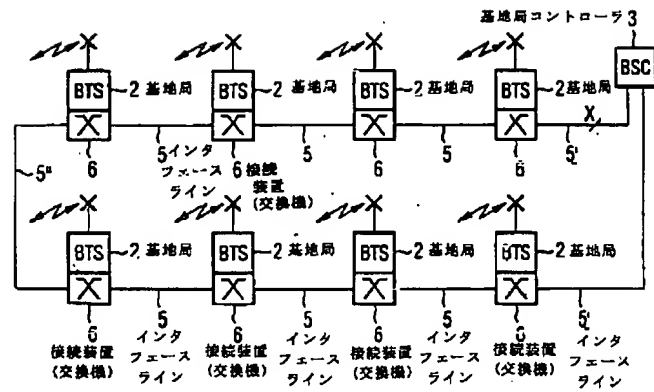 基地局コントローラ 3
BSC
BTS 2 基地局
BTS 2 基地局
BTS 2 基地局
BTS 2 基地局
X
6
5 インタ
フェース
ライン
6 接続
装置
(交換機)
5
6
5
6
5'
5"
BTS 2 基地局
BTS 2 基地局
BTS 2 基地局
BTS 2 基地局
6
接続装置
(交換機)
5
インタ
フェース
ライン
6
接続装置
(交換機)
5
インタ
フェース
ライン
6
接続装置
(交換機)
5
インタ
フェース
ライン
6
接続装置
(交換機)
5'
インタ
フェース
ライン